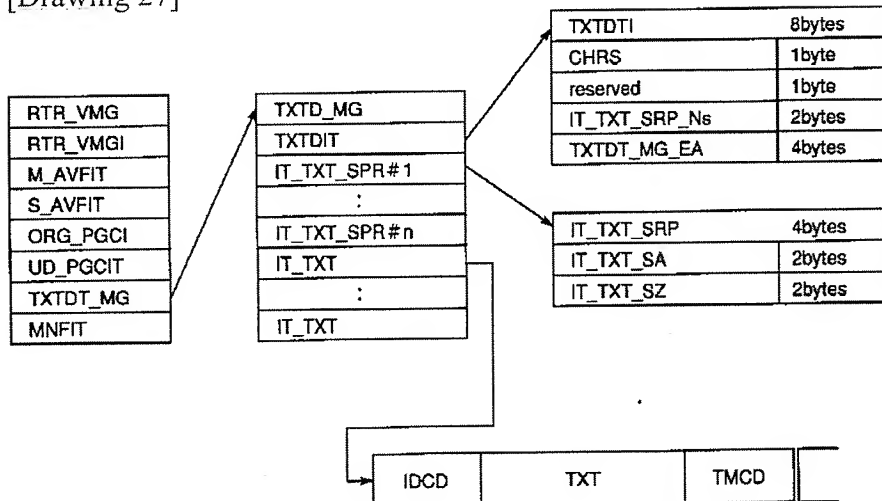 [Drawing 27]
RTR_VMG
RTR_VMGI
M_AVFIT
S_AVFIT
ORG_PGCI
UD_PGCIT
TXTDT_MG
MNFIT
TXTD_MG
TXTDIT
IT_TXT_SPR#1
:
IT_TXT_SPR#n
IT_TXT
:
IT_TXT
TXTDTI 8bytes
CHRS 1byte
reserved 1byte
IT_TXT_SRP_Ns 2bytes
TXTDT_MG_EA 4bytes
IT_TXT_SRP 4bytes
IT_TXT_SA 2bytes
IT_TXT_SZ 2bytes
IDCD TXT TMCD